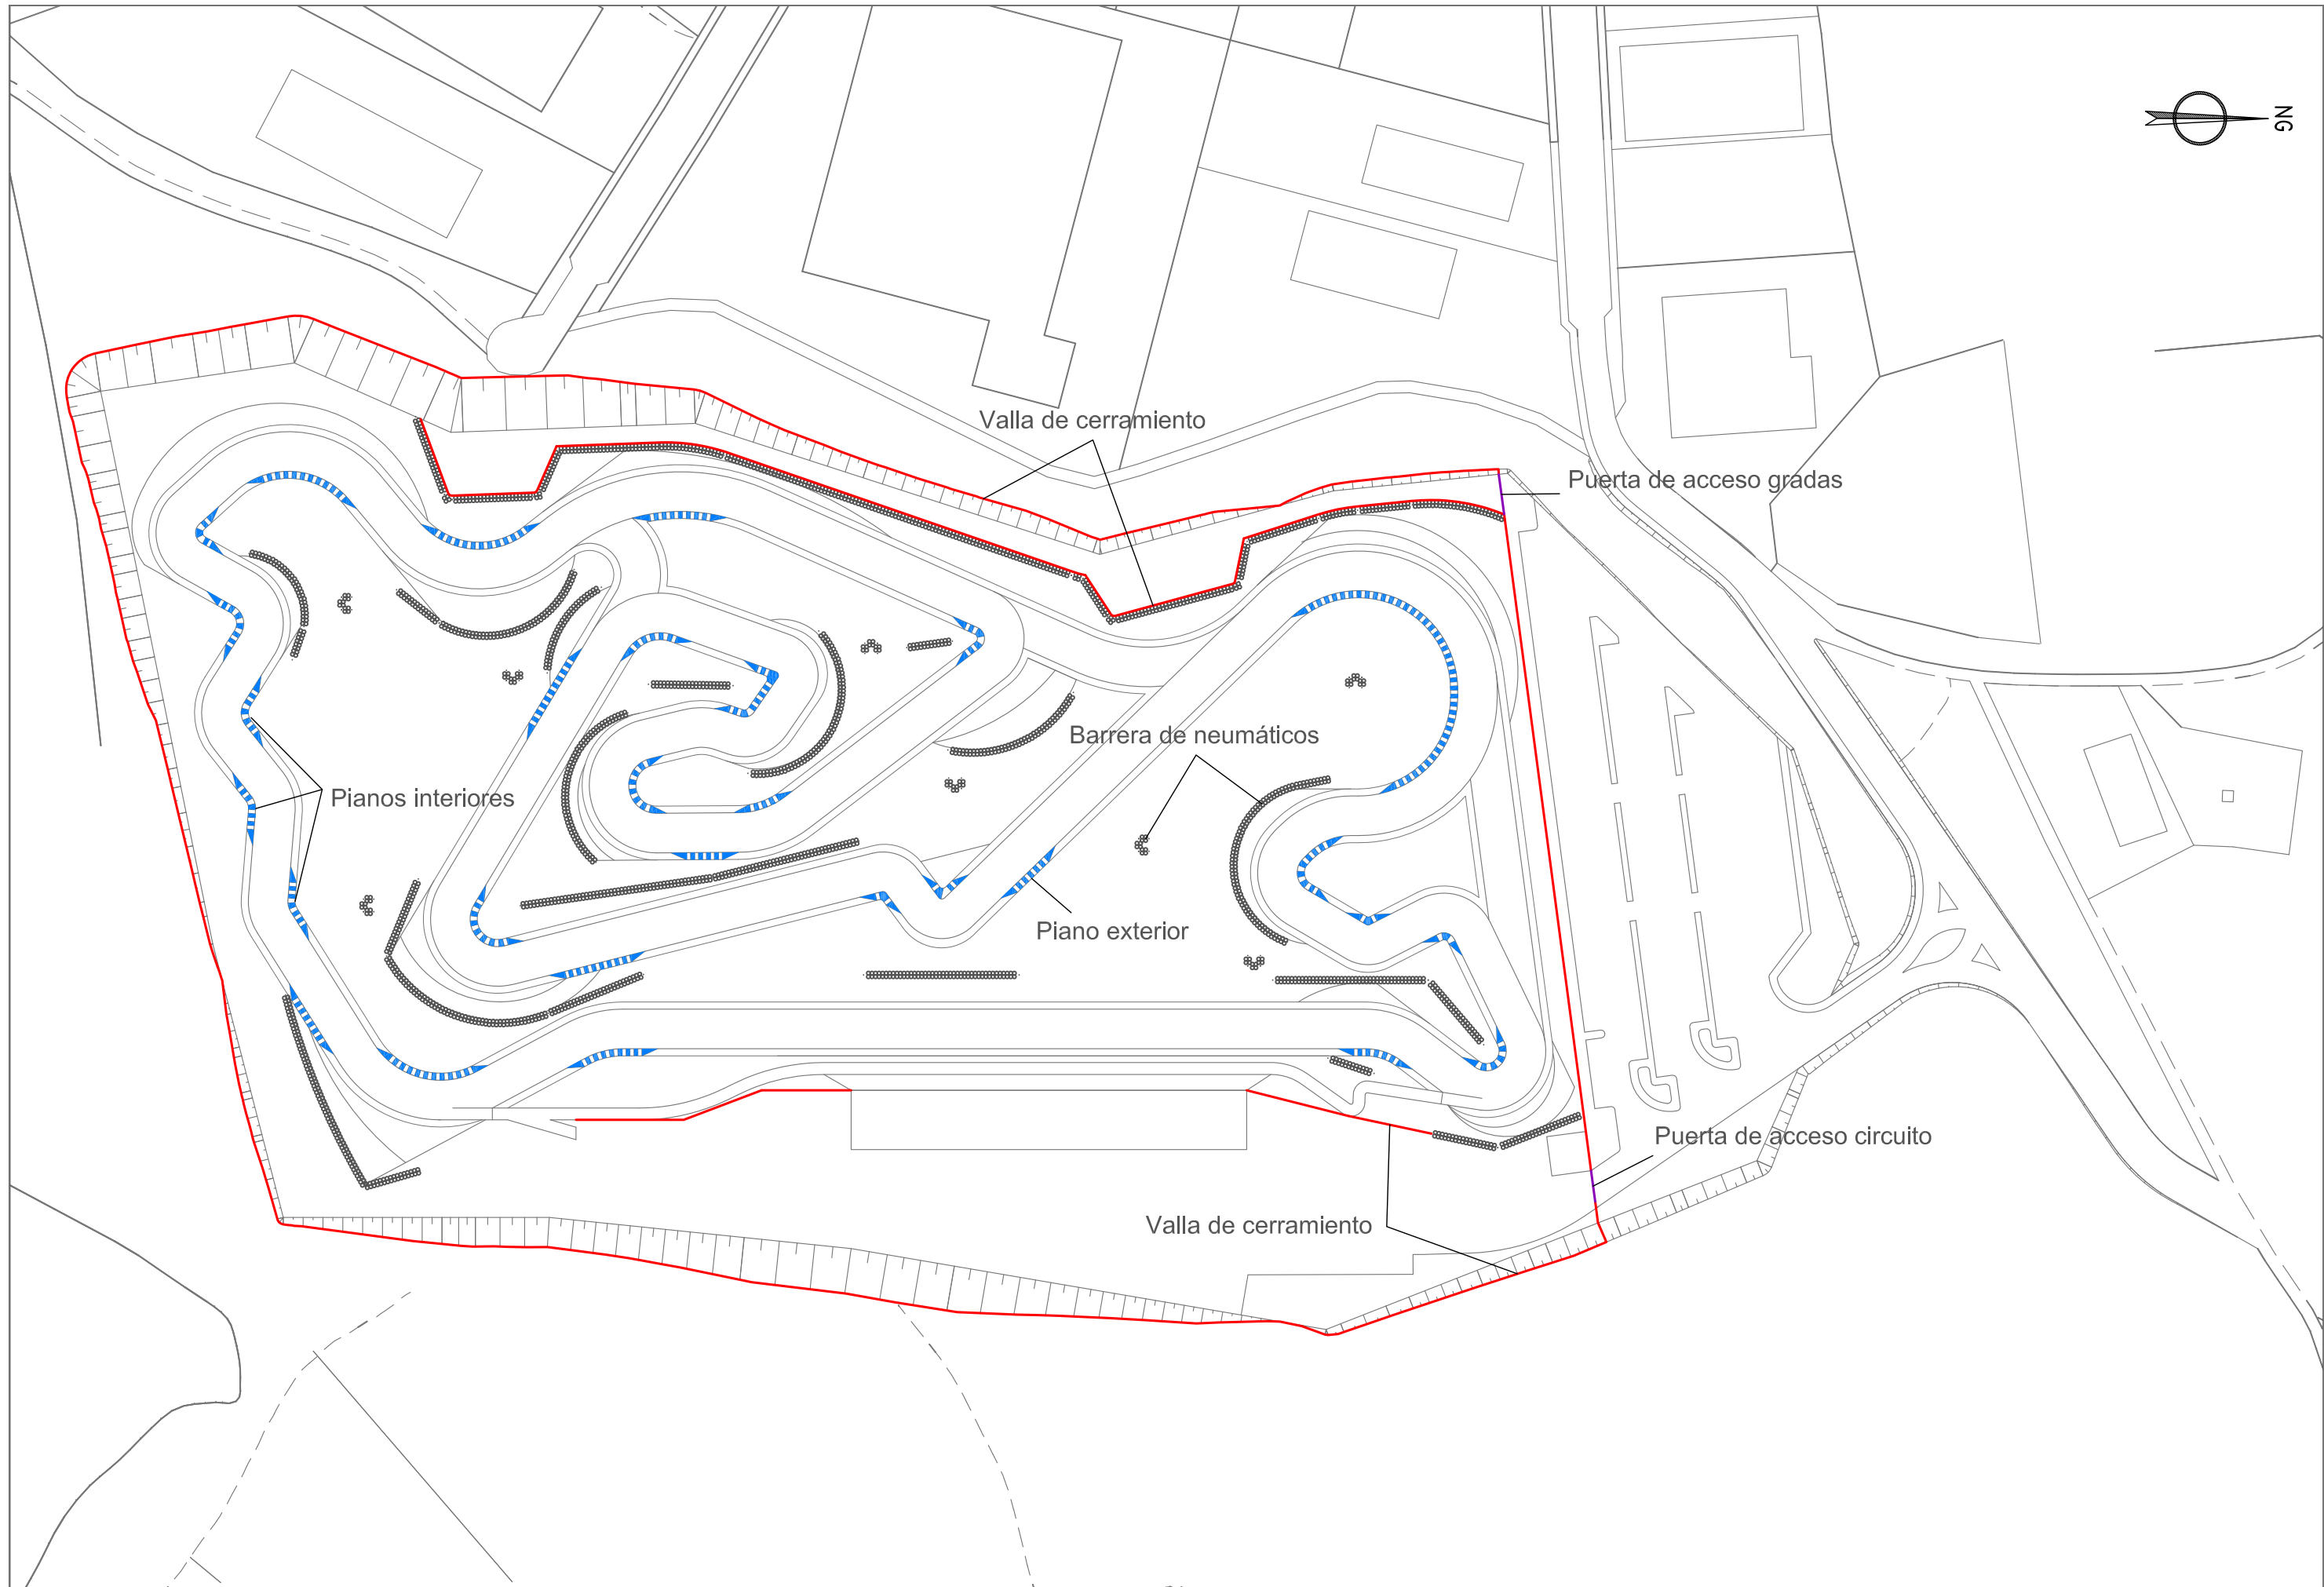 NG
Valla de cerramiento
Puerta de acceso gradas
Barrera de neumáticos
Pianos interiores
Piano exterior
Puerta de acceso circuito
Valla de cerramiento